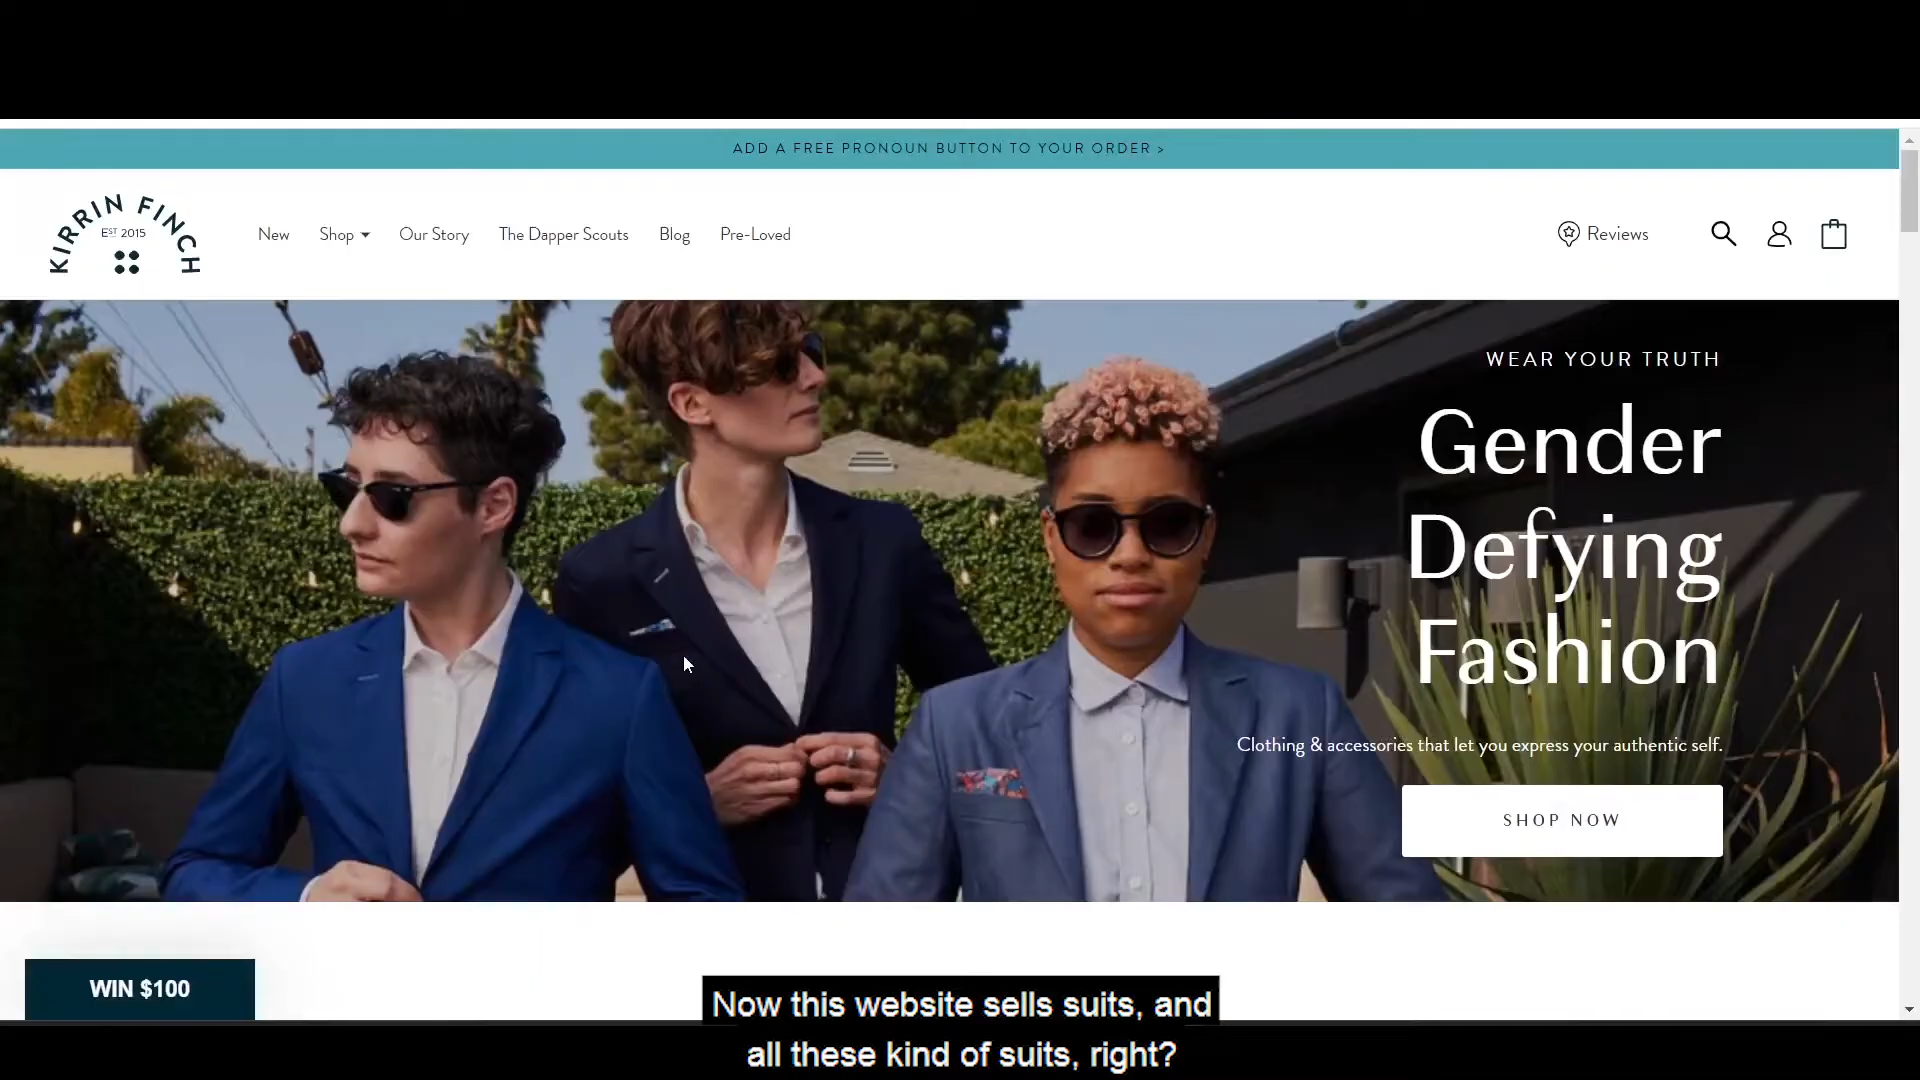 ADD A FREE PRONOUN BUTTON TO YOUR ORDER >
KIRRIN FINCH
EST 2015
New Shop Our Story The Dapper Scouts Blog Pre-Loved Reviews
WEAR YOUR TRUTH
Gender
Defying
Fashion
Clothing & accessories that let you express your authentic self.
SHOP NOW
WIN $100
Now this website sells suits, and
all these kind of suits, right?